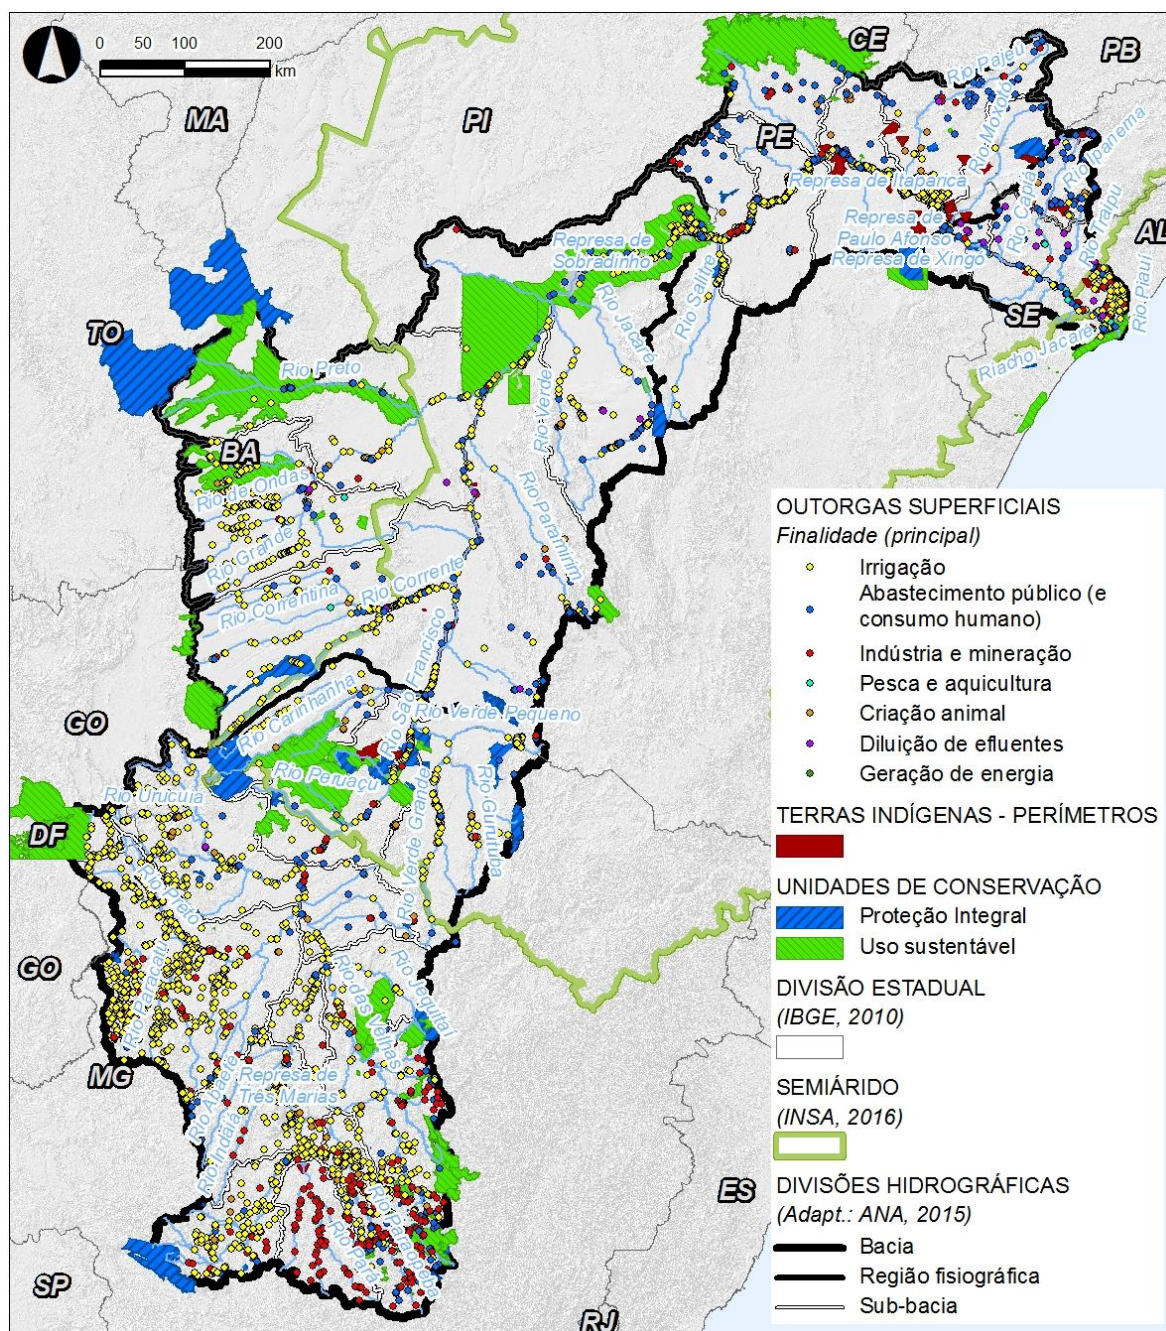 0 50 100 200
km
CE
PB
MA
PI
PE
Rio Pajeú
Rio Moxotó
Rio Ipanema
Represa de Itaparica
Rio Capiá
Rio Traipu
AL
Represa de
Paulo Afonso
Represa de Xingó
Represa de
Sobradinho
Rio Salitre
Rio Jacaré
SE
Rio Piauí
Riacho Jacaré
TO
Rio Preto
Rio Verde
BA
Rio de Ondas
Rio Paramirim
Rio Grande
Rio Corrente
Rio Correntina
Rio São Francisco
GO
Rio Carinhanha
Rio Verde Pequeno
Rio Peruaçu
Rio Urucuia
Rio Verde Grande
Rio Gurutuba
DF
Rio Preto
GO
Rio Paracatu
Rio Jequitaí
Rio das Velhas
MG
Represa de
Três Marias
Rio Abaeté
Rio Indaiá
ES
Rio Pará
Rio Paraopeba
SP
RJ
OUTORGAS SUPERFICIAIS
Finalidade (principal)
Irrigação
Abastecimento público (e
consumo humano)
Indústria e mineração
Pesca e aquicultura
Criação animal
Diluição de efluentes
Geração de energia
TERRAS INDÍGENAS - PERÍMETROS
UNIDADES DE CONSERVAÇÃO
Proteção Integral
Uso sustentável
DIVISÃO ESTADUAL
(IBGE, 2010)
SEMIÁRIDO
(INSA, 2016)
DIVISÕES HIDROGRÁFICAS
(Adapt.: ANA, 2015)
Bacia
Região fisiográfica
Sub-bacia